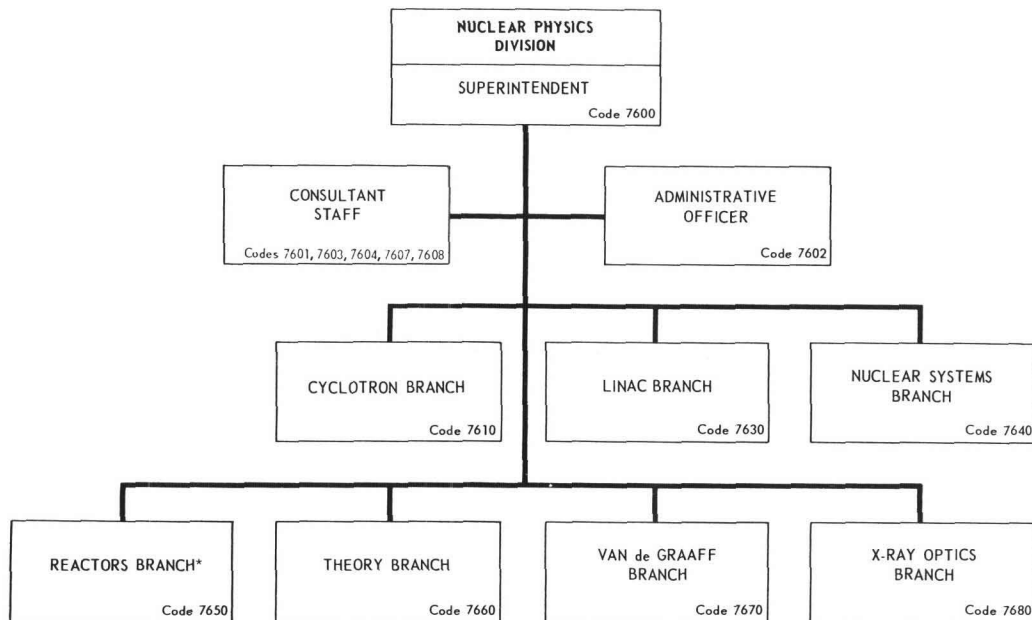 NUCLEAR PHYSICS
DIVISION
SUPERINTENDENT
Code 7600
CONSULTANT
STAFF
Codes 7601, 7603, 7604, 7607, 7608
ADMINISTRATIVE
OFFICER
Code 7602
CYCLOTRON BRANCH
Code 7610
LINAC BRANCH
Code 7630
NUCLEAR SYSTEMS
BRANCH
Code 7640
REACTORS BRANCH*
Code 7650
THEORY BRANCH
Code 7660
VAN de GRAAFF
BRANCH
Code 7670
X-RAY OPTICS
BRANCH
Code 7680